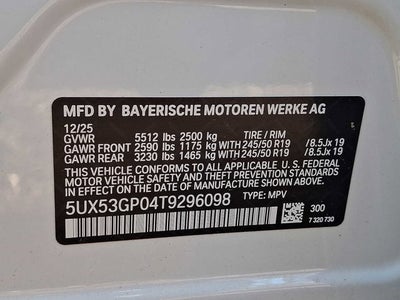 MFD BY BAYERISCHE MOTOREN WERKE AG
12/25
GVWR 5512 lbs 2500 kg TIRE / RIM
GAWR FRONT 2590 lbs 1175 kg WITH 245/50 R19 /8.5Jx 19
GAWR REAR 3230 lbs 1465 kg WITH 245/50 R19 /8.5Jx 19
THIS VEHICLE CONFORMS TO ALL APPLICABLE U.S. FEDERAL
MOTOR VEHICLE SAFETY, BUMPER, AND THEFT PREVENTION
STANDARDS IN EFFECT ON THE DATE OF MANUFACTURE
SHOWN ABOVE.
5UX53GP04T9296098 TYPE: MPV 300
7 320 730